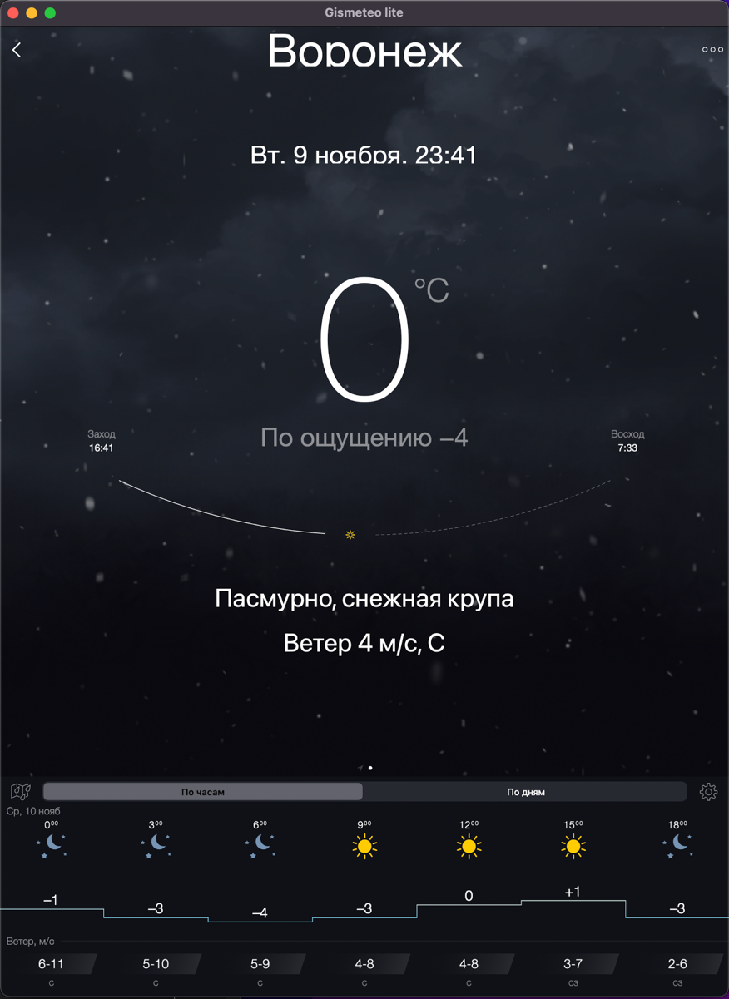 Gismeteo lite
Воронеж
Вт, 9 ноября, 23:41
0 °C
По ощущению −4
Заход
16:41
Восход
7:33
Пасмурно, снежная крупа
Ветер 4 м/с, С
По часам По дням
Ср, 10 нояб
0⁰⁰ 3⁰⁰ 6⁰⁰ 9⁰⁰ 12⁰⁰ 15⁰⁰ 18⁰⁰
−1 −3 −4 −3 0 +1 −3
Ветер, м/с
6-11 5-10 5-9 4-8 4-8 3-7 2-6
С С С С С СЗ СЗ